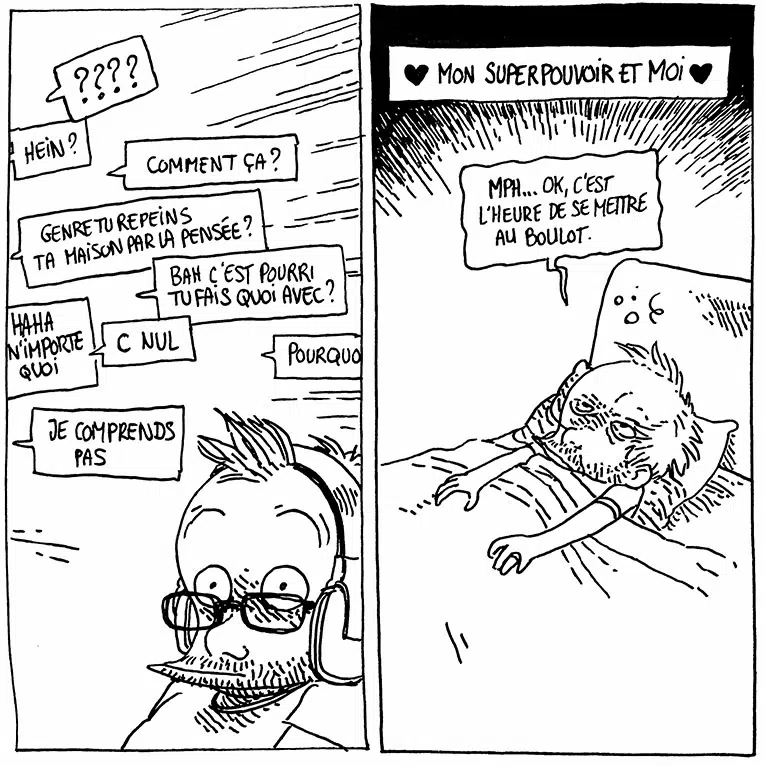 ????
HEIN?
COMMENT ÇA?
GENRE TU REPEINS
TA MAISON PAR LA PENSÉE?
BAH C'EST POURRI
TU FAIS QUOI AVEC?
HAHA
N'IMPORTE
QUOI
C NUL
POURQUO
JE COMPRENDS
PAS
♥ MON SUPERPOUVOIR ET MOI ♥
MPH... OK, C'EST
L'HEURE DE SE METTRE
AU BOULOT.